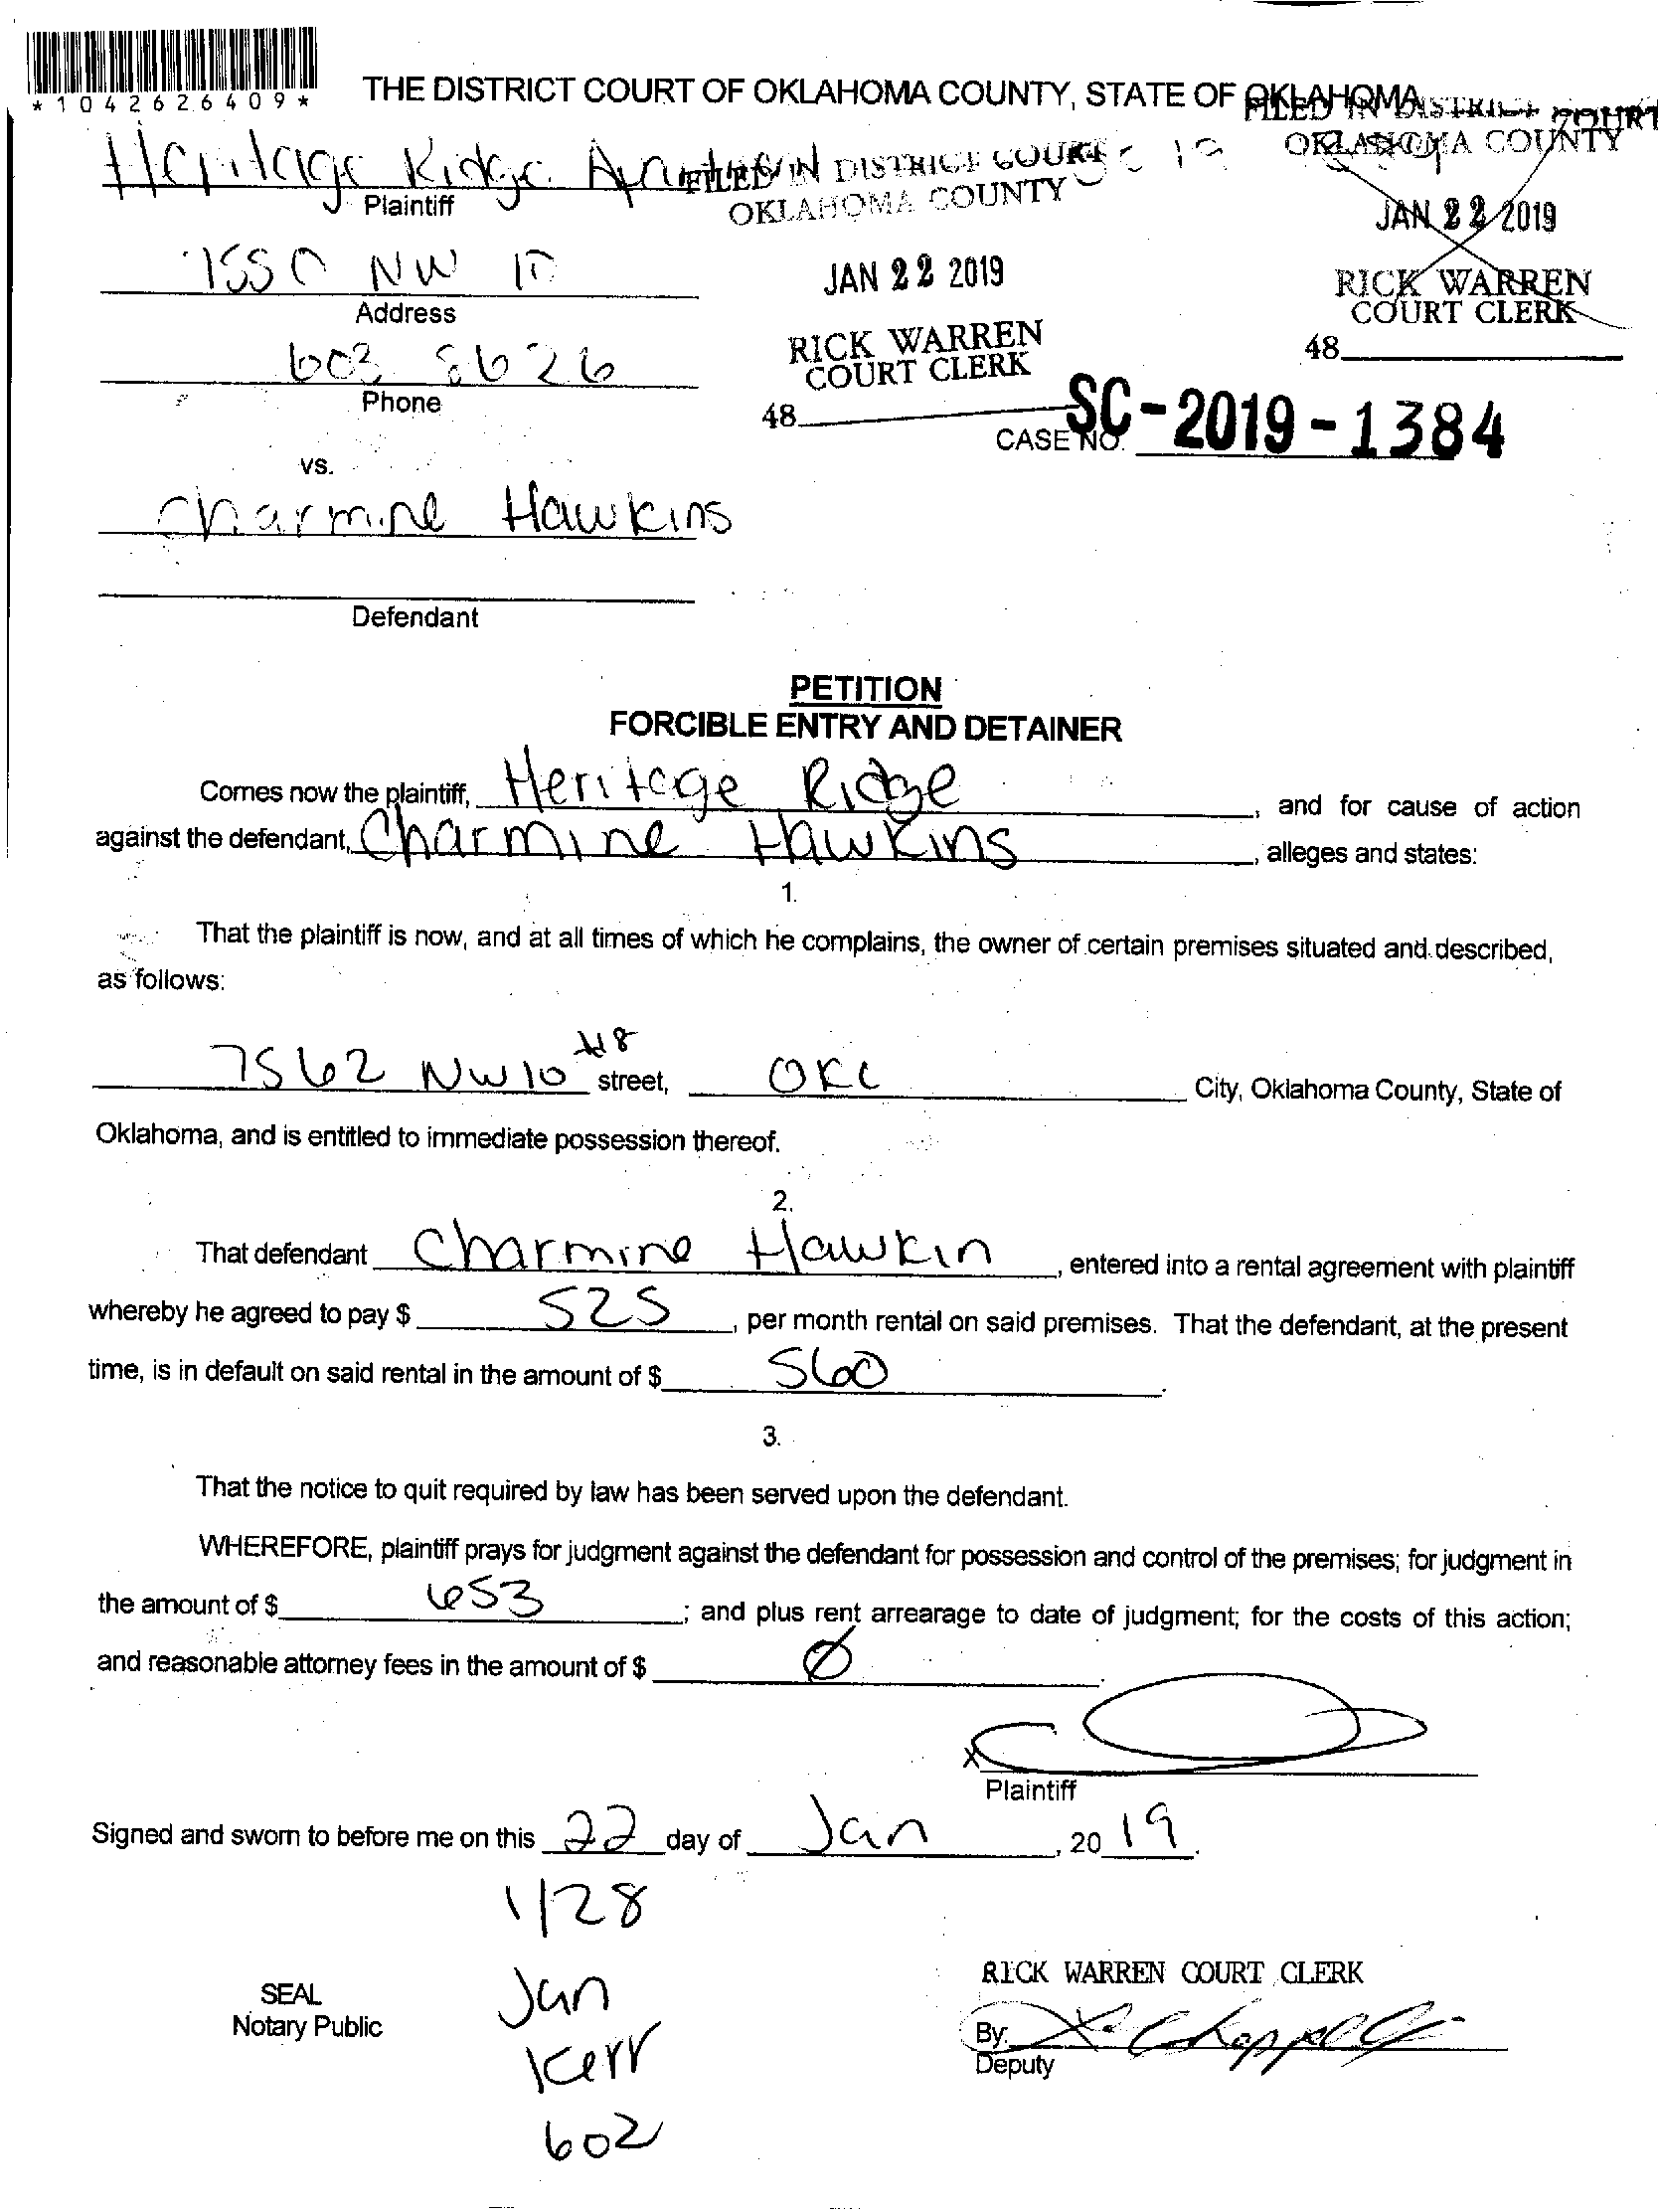 *1042626409*
THE DISTRICT COURT OF OKLAHOMA COUNTY, STATE OF OKLAHOMA
FILED IN DISTRICT COURT
OKLAHOMA COUNTY
JAN 22 2019
RICK WARREN
COURT CLERK
48
Heritage Ridge
Plaintiff
FILED IN DISTRICT COURT
OKLAHOMA COUNTY
7550 NW 10
Address
JAN 22 2019
603 8626
Phone
RICK WARREN
COURT CLERK
48
CASE NO. SC-2019-1384
vs.
Charmine Hawkins
Defendant
PETITION
FORCIBLE ENTRY AND DETAINER
Comes now the plaintiff, Heritage Ridge, and for cause of action
against the defendant, Charmine Hawkins, alleges and states:
1.
That the plaintiff is now, and at all times of which he complains, the owner of certain premises situated and described,
as follows:
7562 NW 10 #8 street, OKC City, Oklahoma County, State of
Oklahoma, and is entitled to immediate possession thereof.
2.
That defendant Charmine Hawkin, entered into a rental agreement with plaintiff
whereby he agreed to pay $ 525, per month rental on said premises. That the defendant, at the present
time, is in default on said rental in the amount of $ 560.
3.
That the notice to quit required by law has been served upon the defendant.
WHEREFORE, plaintiff prays for judgment against the defendant for possession and control of the premises; for judgment in
the amount of $ 653; and plus rent arrearage to date of judgment; for the costs of this action;
and reasonable attorney fees in the amount of $ Ø.
x
Plaintiff
Signed and sworn to before me on this 22 day of Jan, 20 19.
1/28
Jan
Kerr
602
SEAL
Notary Public
RICK WARREN COURT CLERK
By:
Deputy